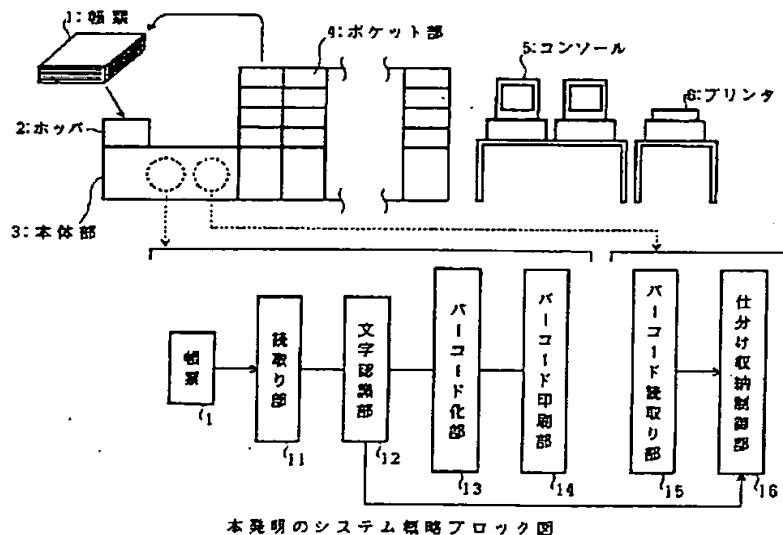 1:帳票
4:ポケット部
5:コンソール
6:プリンタ
2:ホッパ
3:本体部
帳票
1
読取り部
11
文字認識部
12
バーコード化部
13
バーコード印刷部
14
バーコード読取り部
15
仕分け収納制御部
16
本発明のシステム概略ブロック図